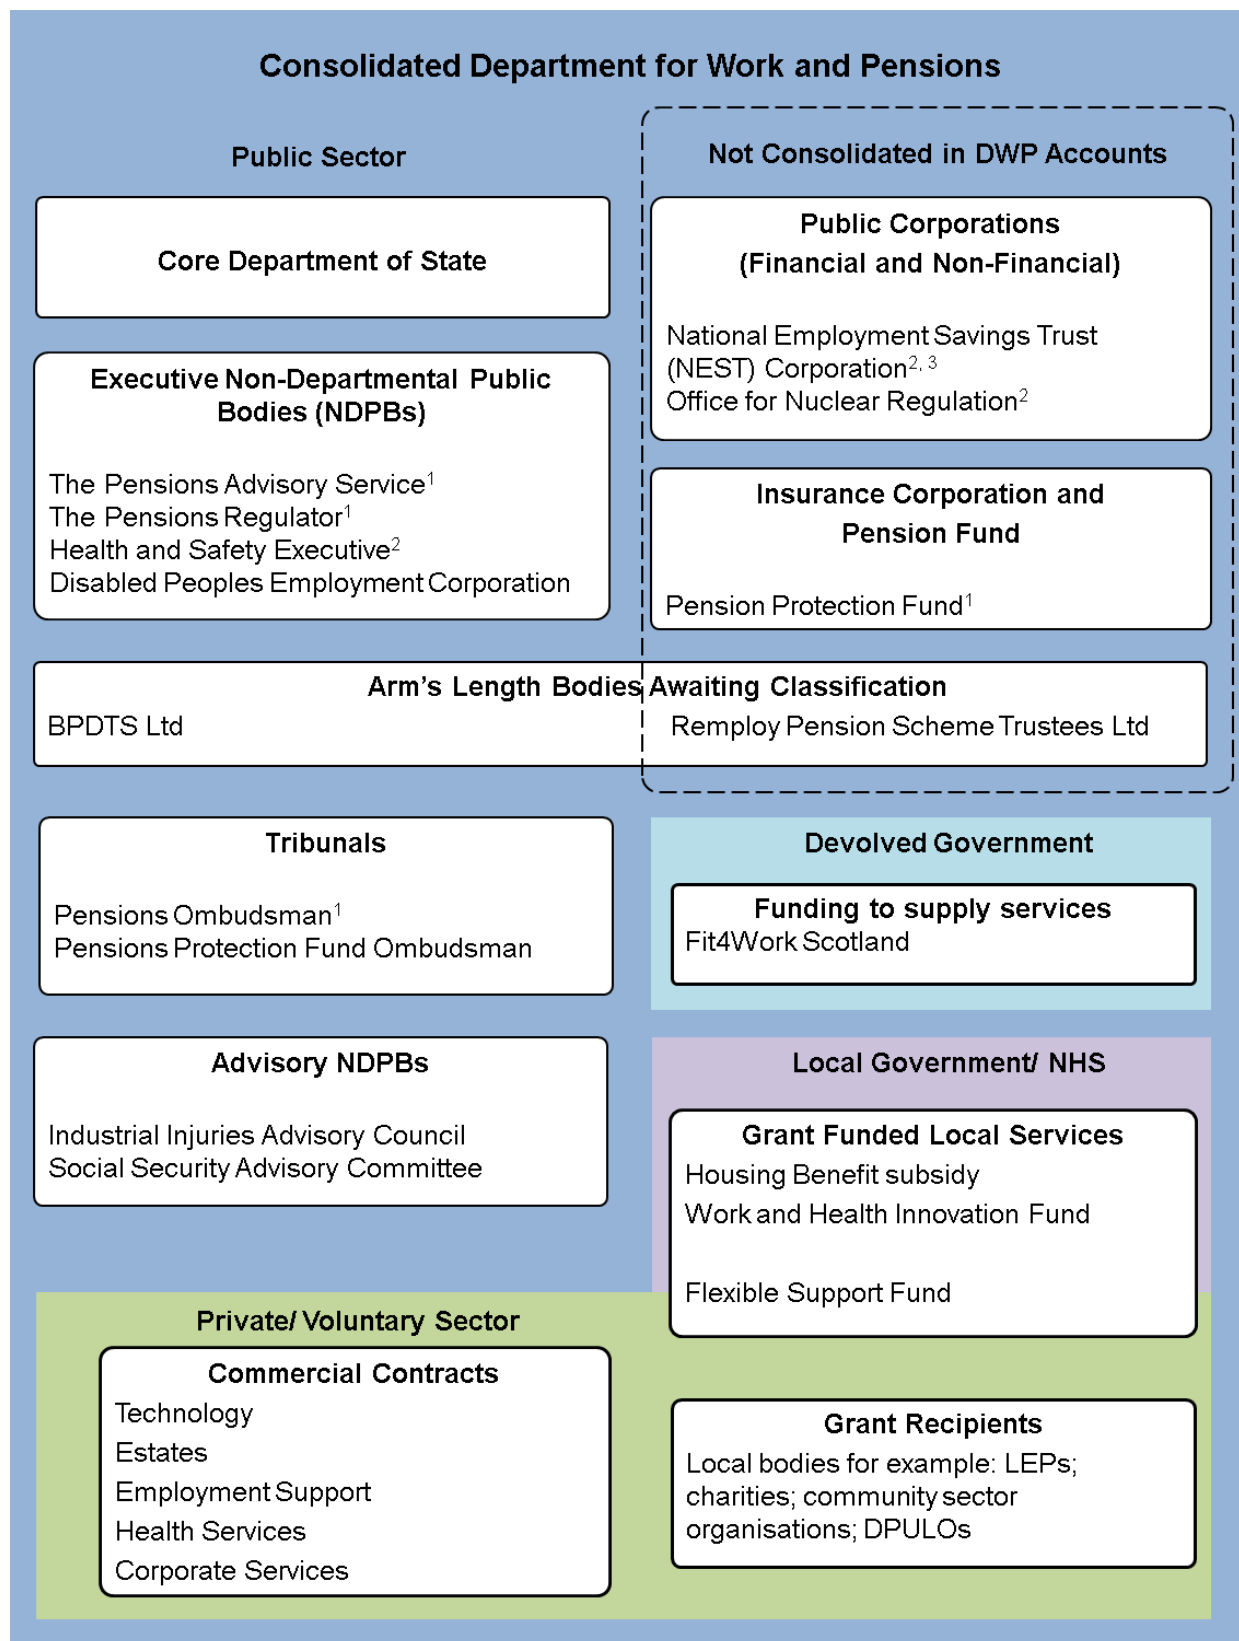 Consolidated Department for Work and Pensions
Public Sector
Not Consolidated in DWP Accounts
Core Department of State
Public Corporations
(Financial and Non-Financial)
National Employment Savings Trust
(NEST) Corporation2, 3
Office for Nuclear Regulation2
Executive Non-Departmental Public
Bodies (NDPBs)
The Pensions Advisory Service1
The Pensions Regulator1
Health and Safety Executive2
Disabled Peoples Employment Corporation
Insurance Corporation and
Pension Fund
Pension Protection Fund1
Arm's Length Bodies Awaiting Classification
BPDTS Ltd
Remploy Pension Scheme Trustees Ltd
Tribunals
Pensions Ombudsman1
Pensions Protection Fund Ombudsman
Devolved Government
Funding to supply services
Fit4Work Scotland
Advisory NDPBs
Industrial Injuries Advisory Council
Social Security Advisory Committee
Local Government/ NHS
Grant Funded Local Services
Housing Benefit subsidy
Work and Health Innovation Fund
Flexible Support Fund
Private/ Voluntary Sector
Commercial Contracts
Technology
Estates
Employment Support
Health Services
Corporate Services
Grant Recipients
Local bodies for example: LEPs;
charities; community sector
organisations; DPULOs